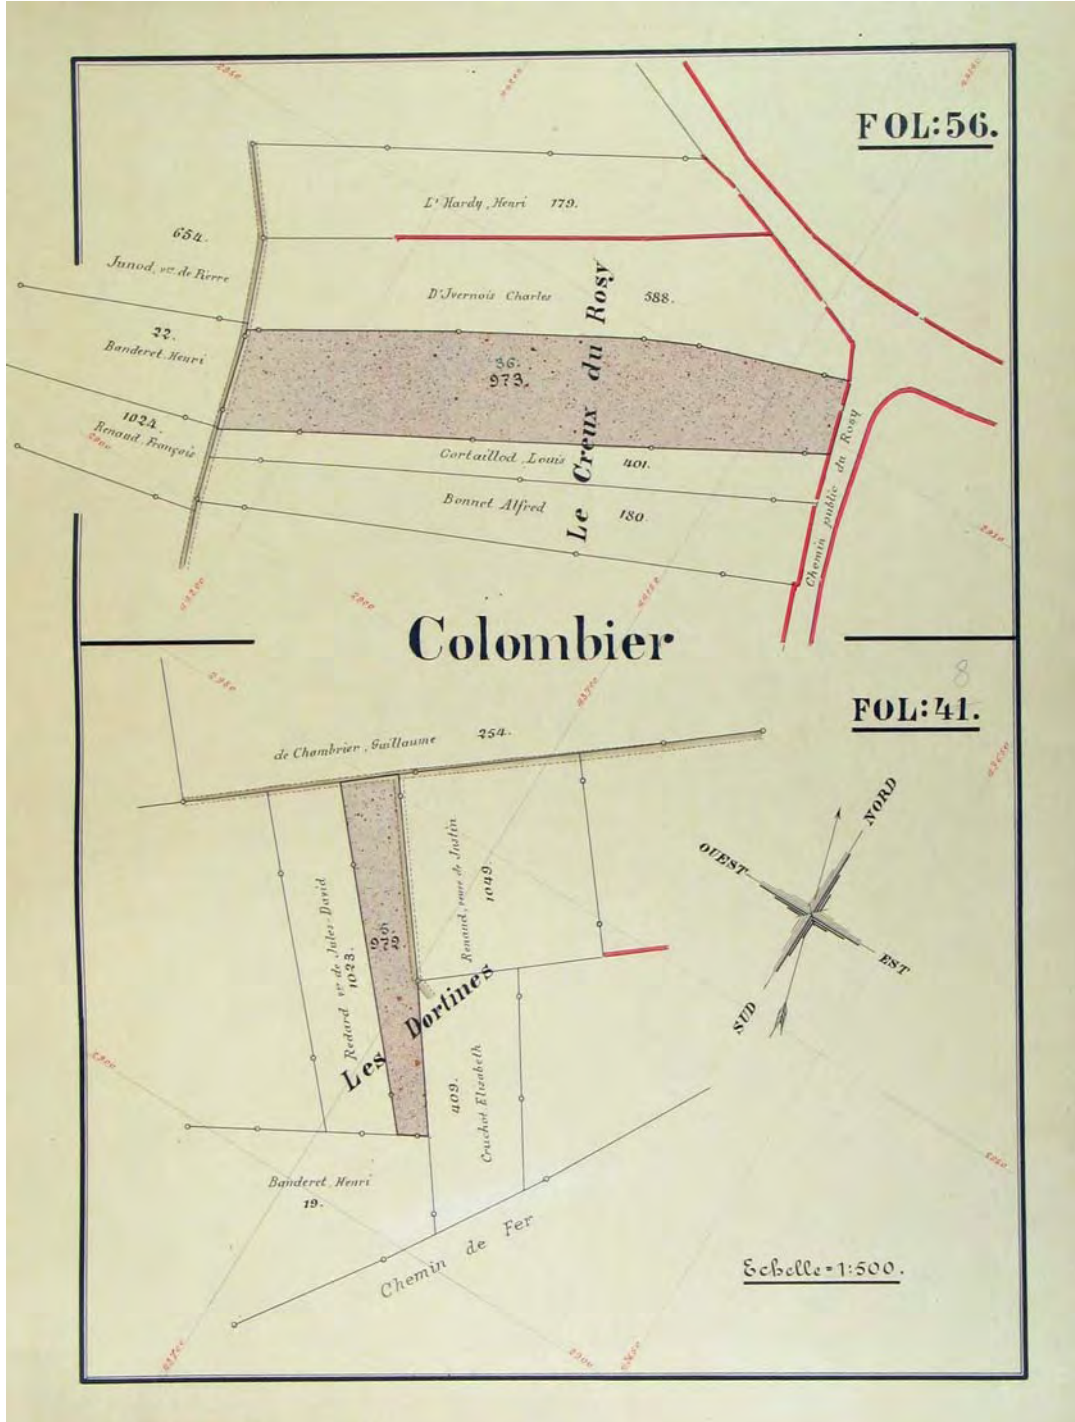 FOL:56.
L'Hardy, Henri 179.
654.
Junod, vve de Pierre
D'Ivernois Charles 588.
22.
Banderet, Henri
36.
973.
Le Creux du Rosy
1024.
Renaud, François
Cortaillod, Louis 401.
Bonnet Alfred 180.
Chemin public du Rosy
Colombier
8
FOL:41.
de Chambrier, Guillaume 254.
Renaud, veuve de Justin
1049.
Redard vve de Jules-David
1023.
Les Dortines
409.
Cruchot Elizabeth
NORD
OUEST
EST
SUD
Banderet, Henri
19.
Chemin de Fer
Echelle = 1:500.